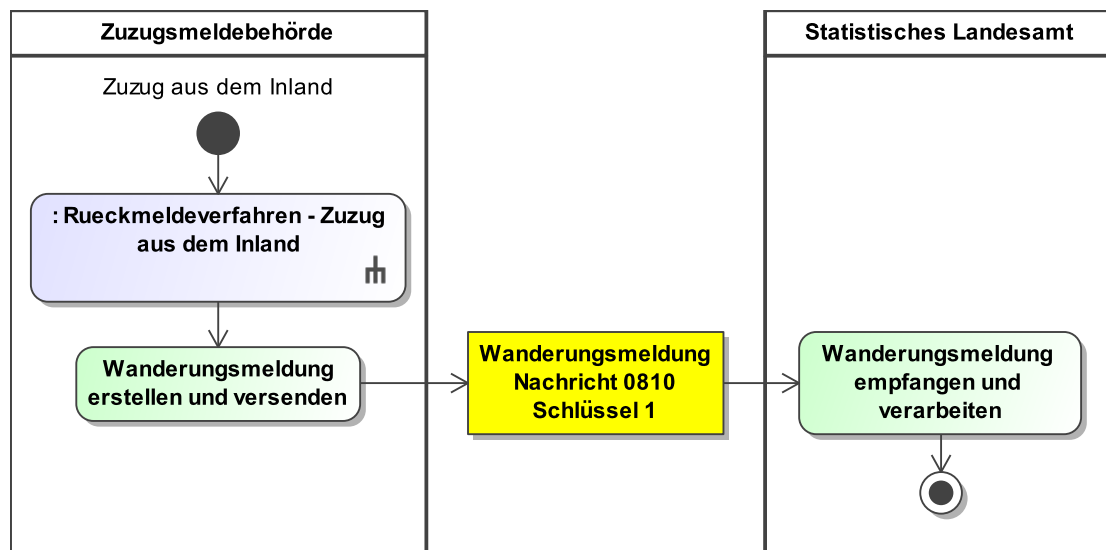 Zuzugsmeldebehörde
Statistisches Landesamt
Zuzug aus dem Inland
: Rueckmeldeverfahren - Zuzug
aus dem Inland
Wanderungsmeldung
erstellen und versenden
Wanderungsmeldung
Nachricht 0810
Schlüssel 1
Wanderungsmeldung
empfangen und
verarbeiten